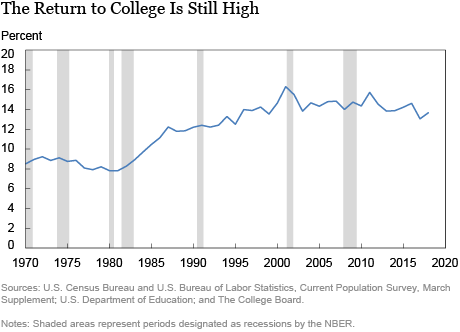 The Return to College Is Still High
Percent
20
18
16
14
12
10
8
6
4
2
0
1970 1975 1980 1985 1990 1995 2000 2005 2010 2015 2020
Sources: U.S. Census Bureau and U.S. Bureau of Labor Statistics, Current Population Survey, March
Supplement; U.S. Department of Education; and The College Board.
Notes: Shaded areas represent periods designated as recessions by the NBER.